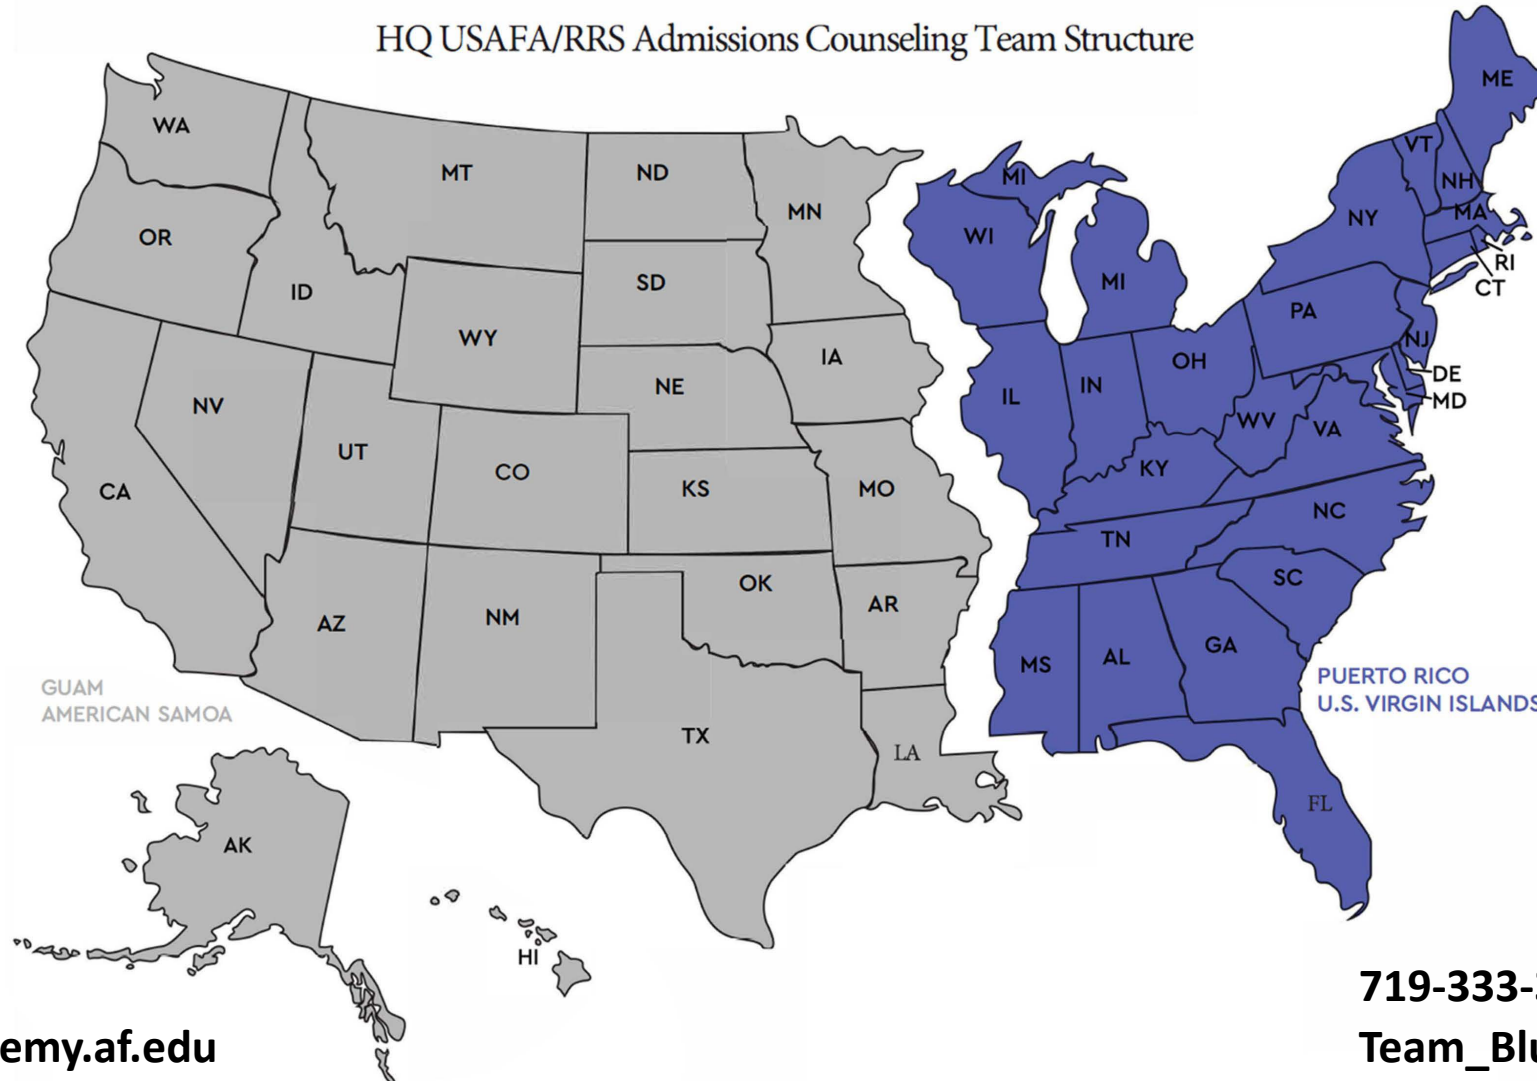 HQ USAFA/RRS Admissions Counseling Team Structure
ME
WA
VT
MT
ND
MI
NH
MN
MA
NY
WI
OR
RI
SD
MI
CT
ID
PA
WY
NJ
IA
OH
DE
NE
IN
IL
MD
NV
WV
VA
UT
KY
CO
KS
MO
CA
NC
TN
OK
SC
AR
NM
AZ
GA
AL
MS
PUERTO RICO
U.S. VIRGIN ISLANDS
GUAM
AMERICAN SAMOA
TX
LA
FL
AK
HI
719-333-
emy.af.edu
Team_Blu